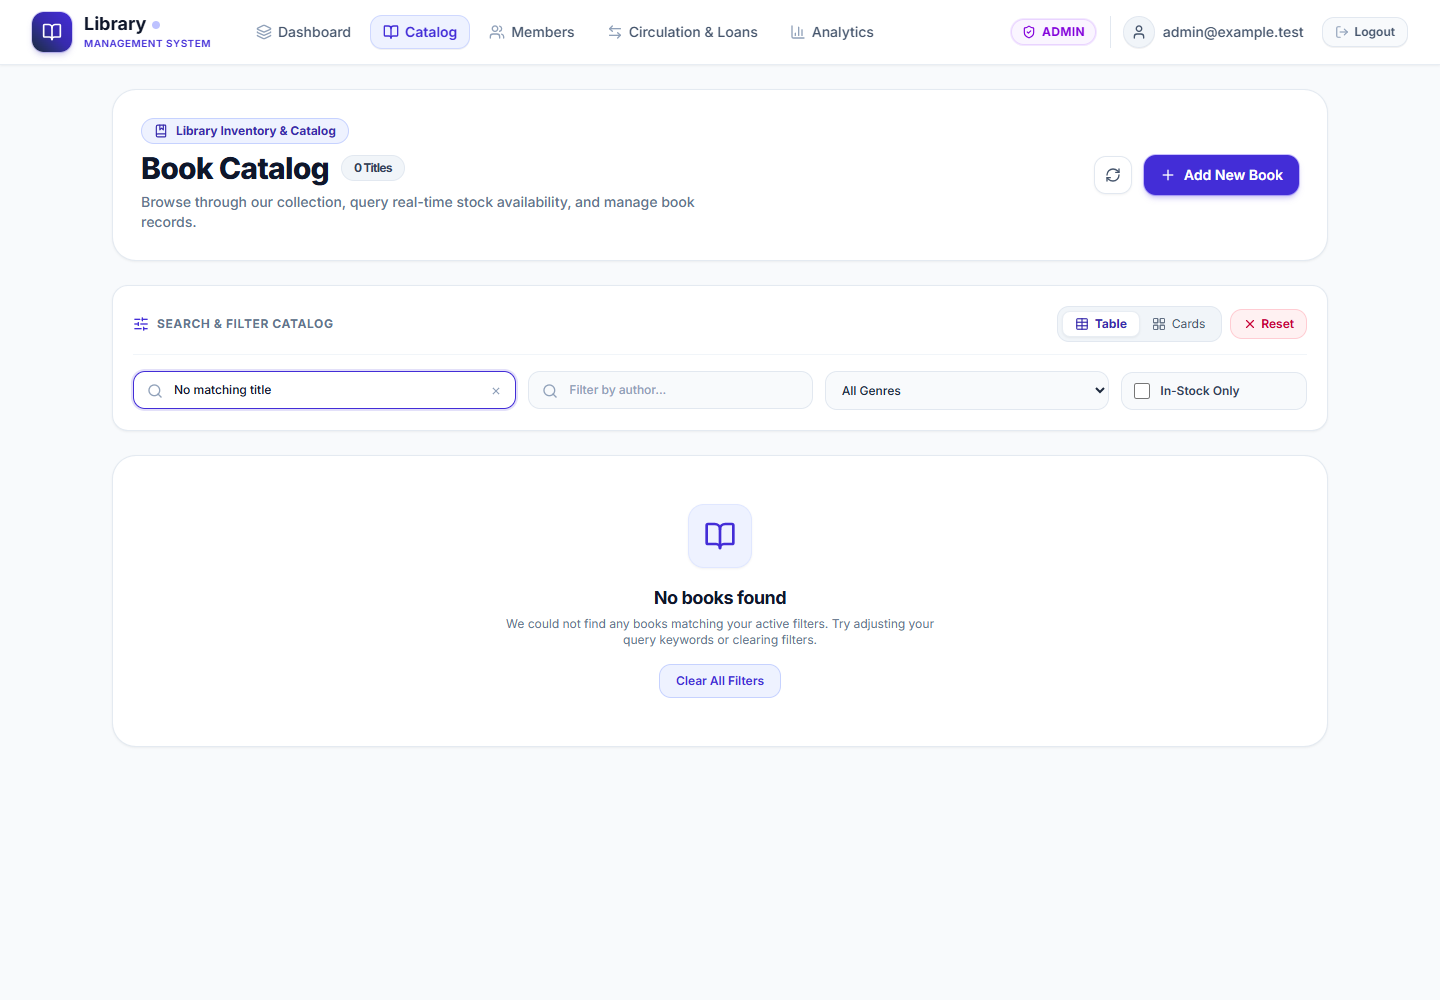 Library
MANAGEMENT SYSTEM
Dashboard
Catalog
Members
Circulation & Loans
Analytics
ADMIN
admin@example.test
Logout
Library Inventory & Catalog
Book Catalog
0 Titles
Browse through our collection, query real-time stock availability, and manage book
records.
Add New Book
SEARCH & FILTER CATALOG
Table
Cards
Reset
No matching title
Filter by author...
All Genres
In-Stock Only
No books found
We could not find any books matching your active filters. Try adjusting your
query keywords or clearing filters.
Clear All Filters